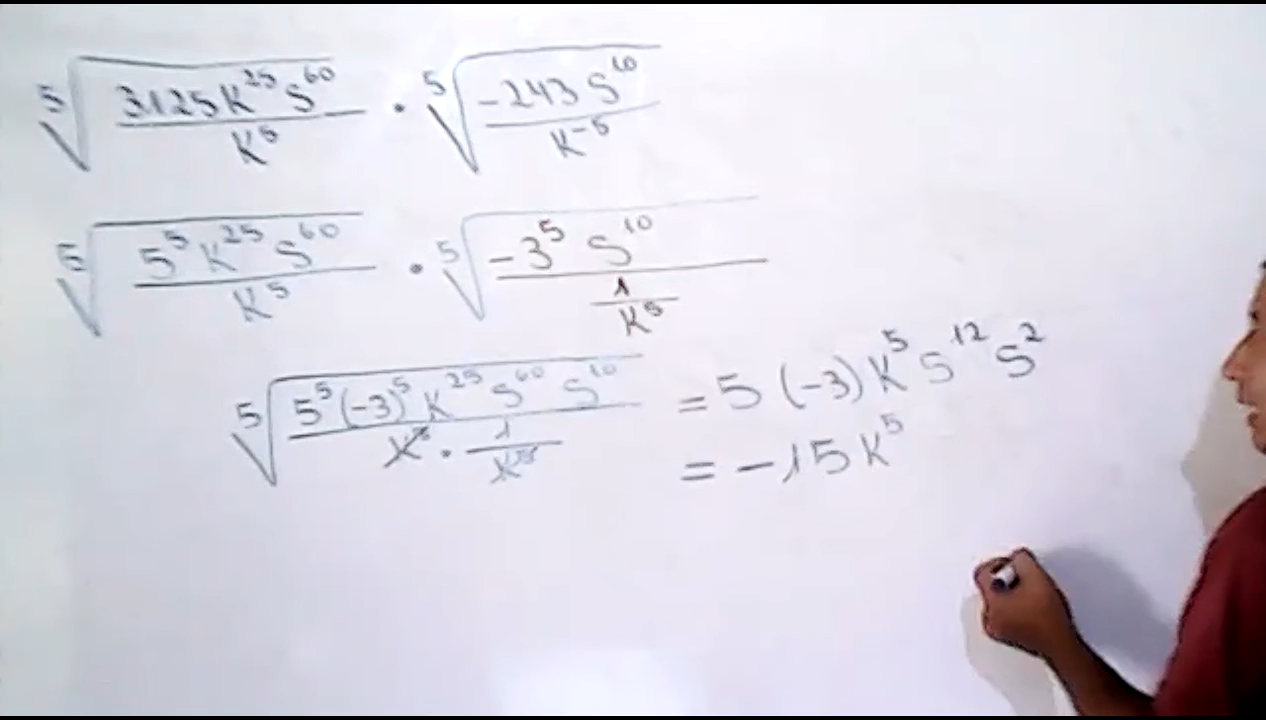 ⁵√(3125K²⁵S⁶⁰ / K⁵) · ⁵√(-243S¹⁰ / K⁻⁵)
⁵√(5⁵K²⁵S⁶⁰ / K⁵) · ⁵√(-3⁵S¹⁰ / (1 / K⁵))
⁵√(5⁵(-3)⁵K²⁵S⁶⁰S¹⁰ / (K⁵ · 1 / K⁵)) = 5(-3)K⁵S¹²S²
= -15K⁵